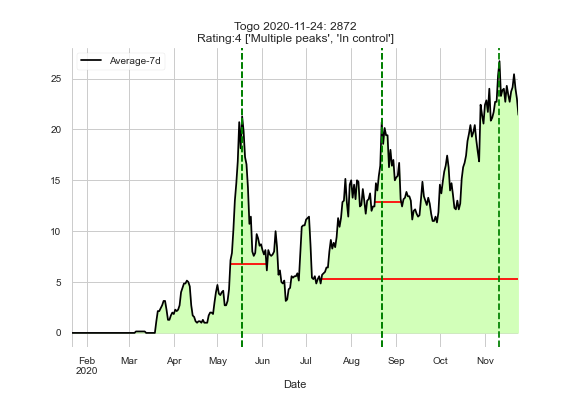 Togo 2020-11-24: 2872
Rating:4 ['Multiple peaks', 'In control']
Average-7d
25
20
15
10
5
0
Feb Mar Apr May Jun Jul Aug Sep Oct Nov
2020
Date